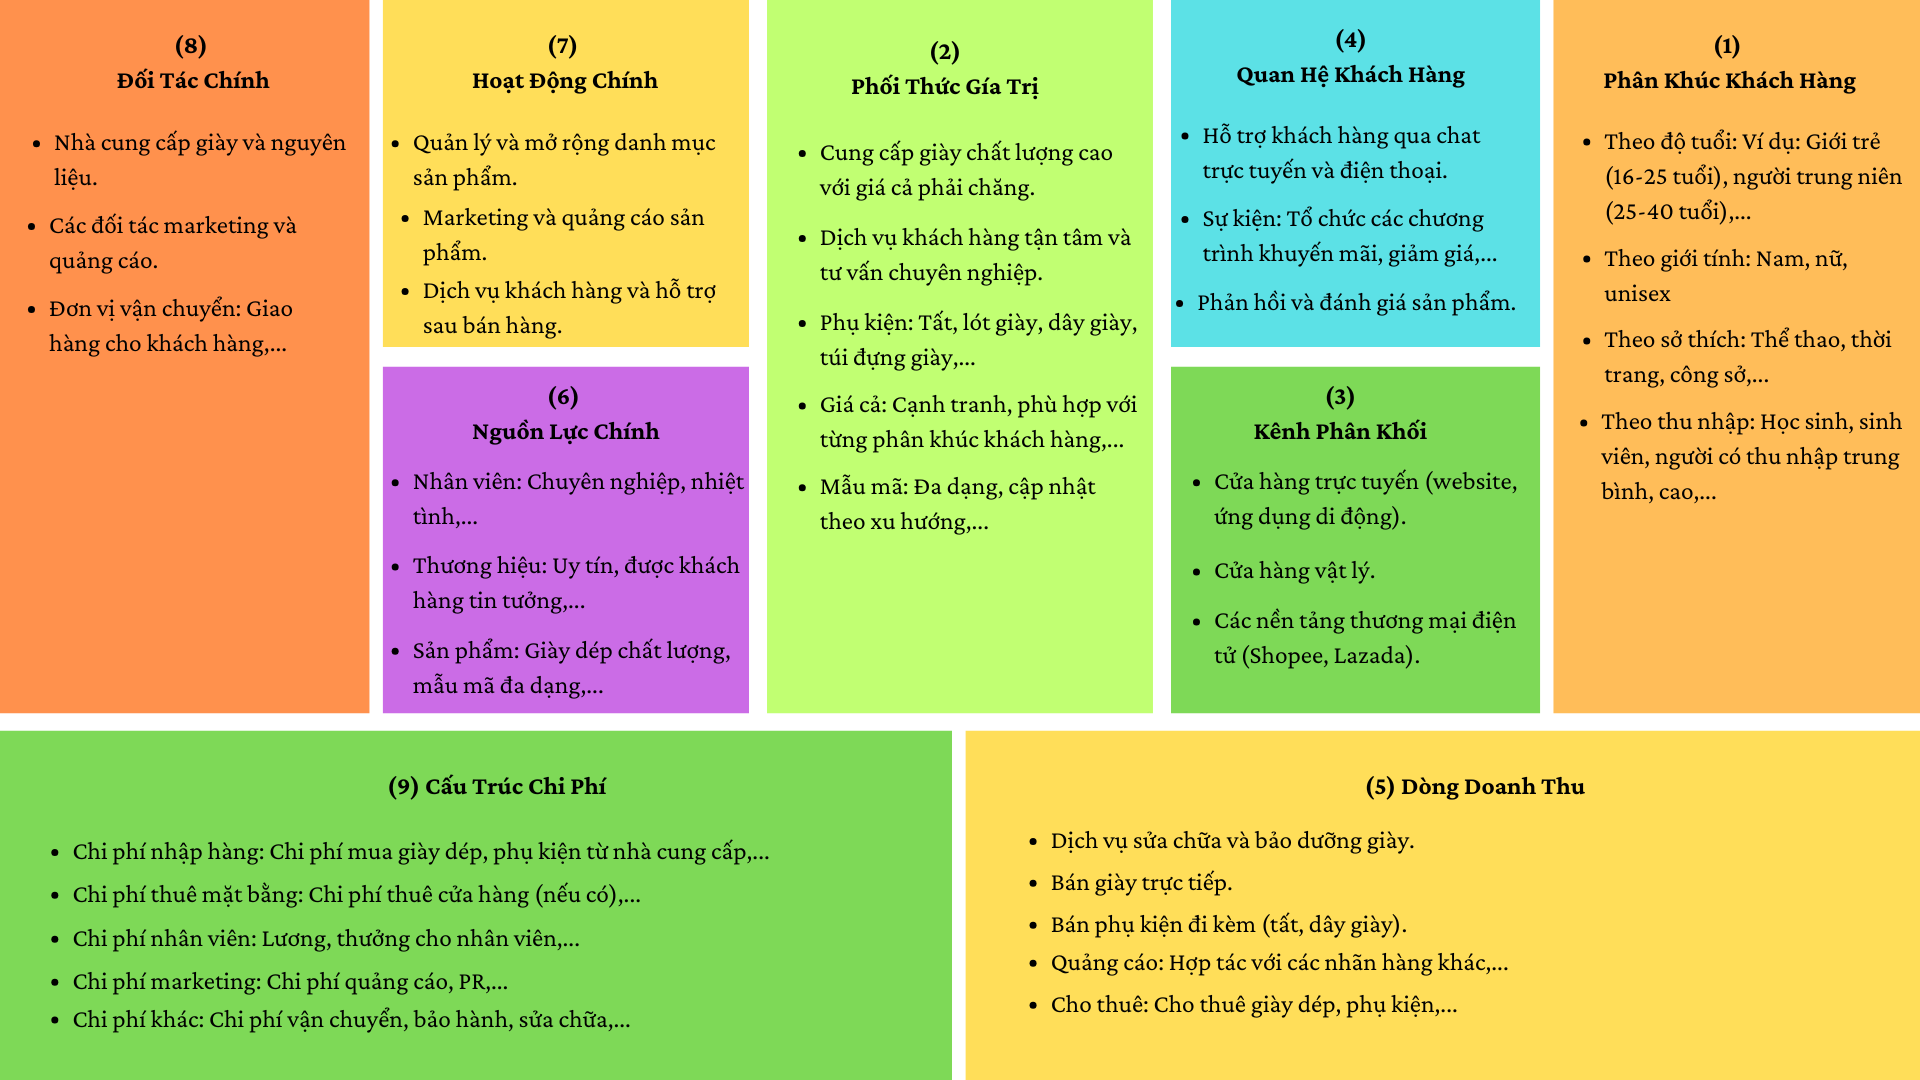 (8)
Đối Tác Chính
• Nhà cung cấp giày và nguyên
liệu.
• Các đối tác marketing và
quảng cáo.
• Đơn vị vận chuyển: Giao
hàng cho khách hàng,...
(7)
Hoạt Động Chính
• Quản lý và mở rộng danh mục
sản phẩm.
• Marketing và quảng cáo sản
phẩm.
• Dịch vụ khách hàng và hỗ trợ
sau bán hàng.
(6)
Nguồn Lực Chính
• Nhân viên: Chuyên nghiệp, nhiệt
tình,...
• Thương hiệu: Uy tín, được khách
hàng tin tưởng,...
• Sản phẩm: Giày dép chất lượng,
mẫu mã đa dạng,...
(2)
Phối Thức Gía Trị
• Cung cấp giày chất lượng cao
với giá cả phải chăng.
• Dịch vụ khách hàng tận tâm và
tư vấn chuyên nghiệp.
• Phụ kiện: Tất, lót giày, dây giày,
túi đựng giày,...
• Giá cả: Cạnh tranh, phù hợp với
từng phân khúc khách hàng,...
• Mẫu mã: Đa dạng, cập nhật
theo xu hướng,...
(4)
Quan Hệ Khách Hàng
• Hỗ trợ khách hàng qua chat
trực tuyến và điện thoại.
• Sự kiện: Tổ chức các chương
trình khuyến mãi, giảm giá,...
• Phản hồi và đánh giá sản phẩm.
(3)
Kênh Phân Khối
• Cửa hàng trực tuyến (website,
ứng dụng di động).
• Cửa hàng vật lý.
• Các nền tảng thương mại điện
tử (Shopee, Lazada).
(1)
Phân Khúc Khách Hàng
• Theo độ tuổi: Ví dụ: Giới trẻ
(16-25 tuổi), người trung niên
(25-40 tuổi),...
• Theo giới tính: Nam, nữ,
unisex
• Theo sở thích: Thể thao, thời
trang, công sở,...
• Theo thu nhập: Học sinh, sinh
viên, người có thu nhập trung
bình, cao,...
(9) Cấu Trúc Chi Phí
• Chi phí nhập hàng: Chi phí mua giày dép, phụ kiện từ nhà cung cấp,...
• Chi phí thuê mặt bằng: Chi phí thuê cửa hàng (nếu có),...
• Chi phí nhân viên: Lương, thưởng cho nhân viên,...
• Chi phí marketing: Chi phí quảng cáo, PR,...
• Chi phí khác: Chi phí vận chuyển, bảo hành, sửa chữa,...
(5) Dòng Doanh Thu
• Dịch vụ sửa chữa và bảo dưỡng giày.
• Bán giày trực tiếp.
• Bán phụ kiện đi kèm (tất, dây giày).
• Quảng cáo: Hợp tác với các nhãn hàng khác,...
• Cho thuê: Cho thuê giày dép, phụ kiện,...